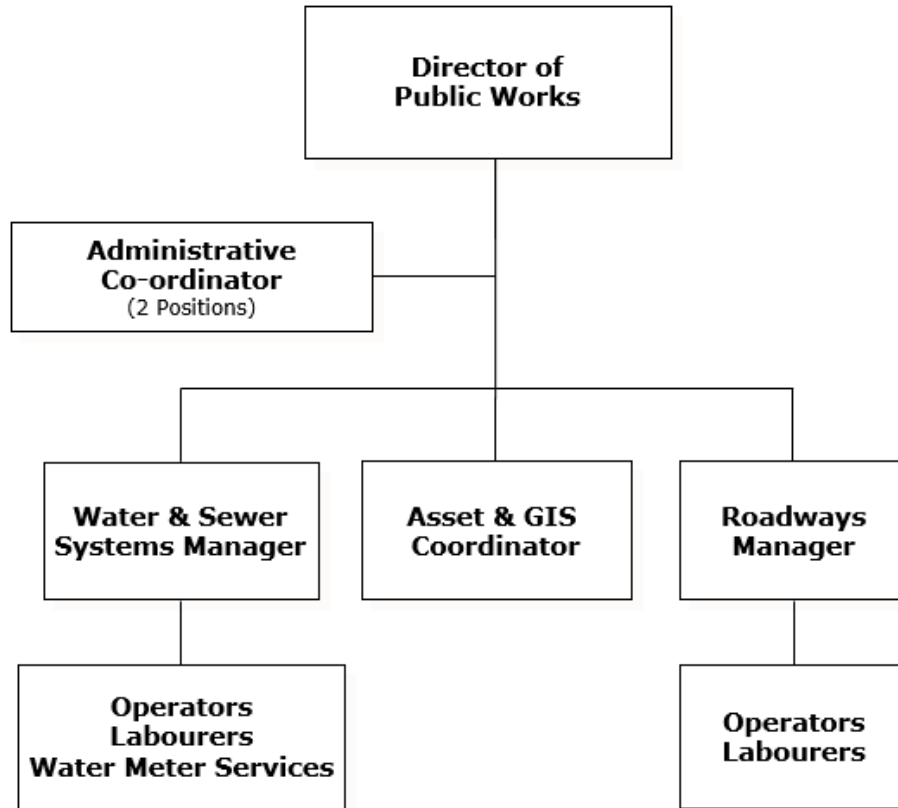 Director of
Public Works
Administrative
Co-ordinator
(2 Positions)
Water & Sewer
Systems Manager
Asset & GIS
Coordinator
Roadways
Manager
Operators
Labourers
Water Meter Services
Operators
Labourers